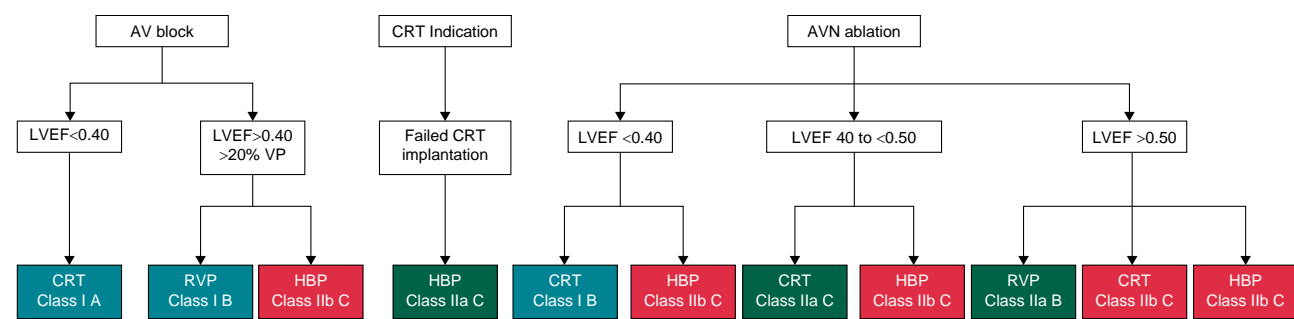 AV block
CRT Indication
AVN ablation
LVEF<0.40
LVEF>0.40
>20% VP
Failed CRT
implantation
LVEF <0.40
LVEF 40 to <0.50
LVEF >0.50
CRT
Class I A
RVP
Class I B
HBP
Class IIb C
HBP
Class IIa C
CRT
Class I B
HBP
Class IIb C
CRT
Class IIa C
HBP
Class IIb C
RVP
Class IIa B
CRT
Class IIb C
HBP
Class IIb C